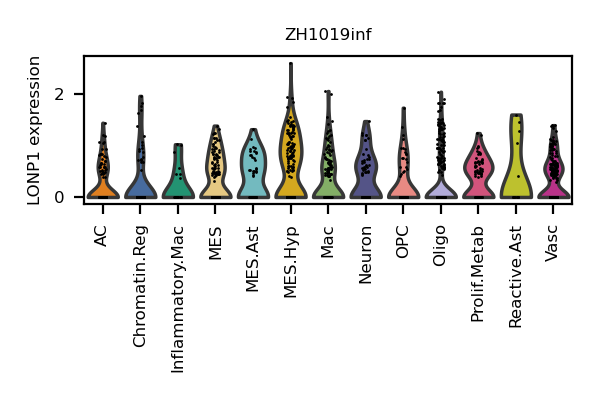 ZH1019inf
LONP1 expression
2
0
AC
Chromatin.Reg
Inflammatory.Mac
MES
MES.Ast
MES.Hyp
Mac
Neuron
OPC
Oligo
Prolif.Metab
Reactive.Ast
Vasc